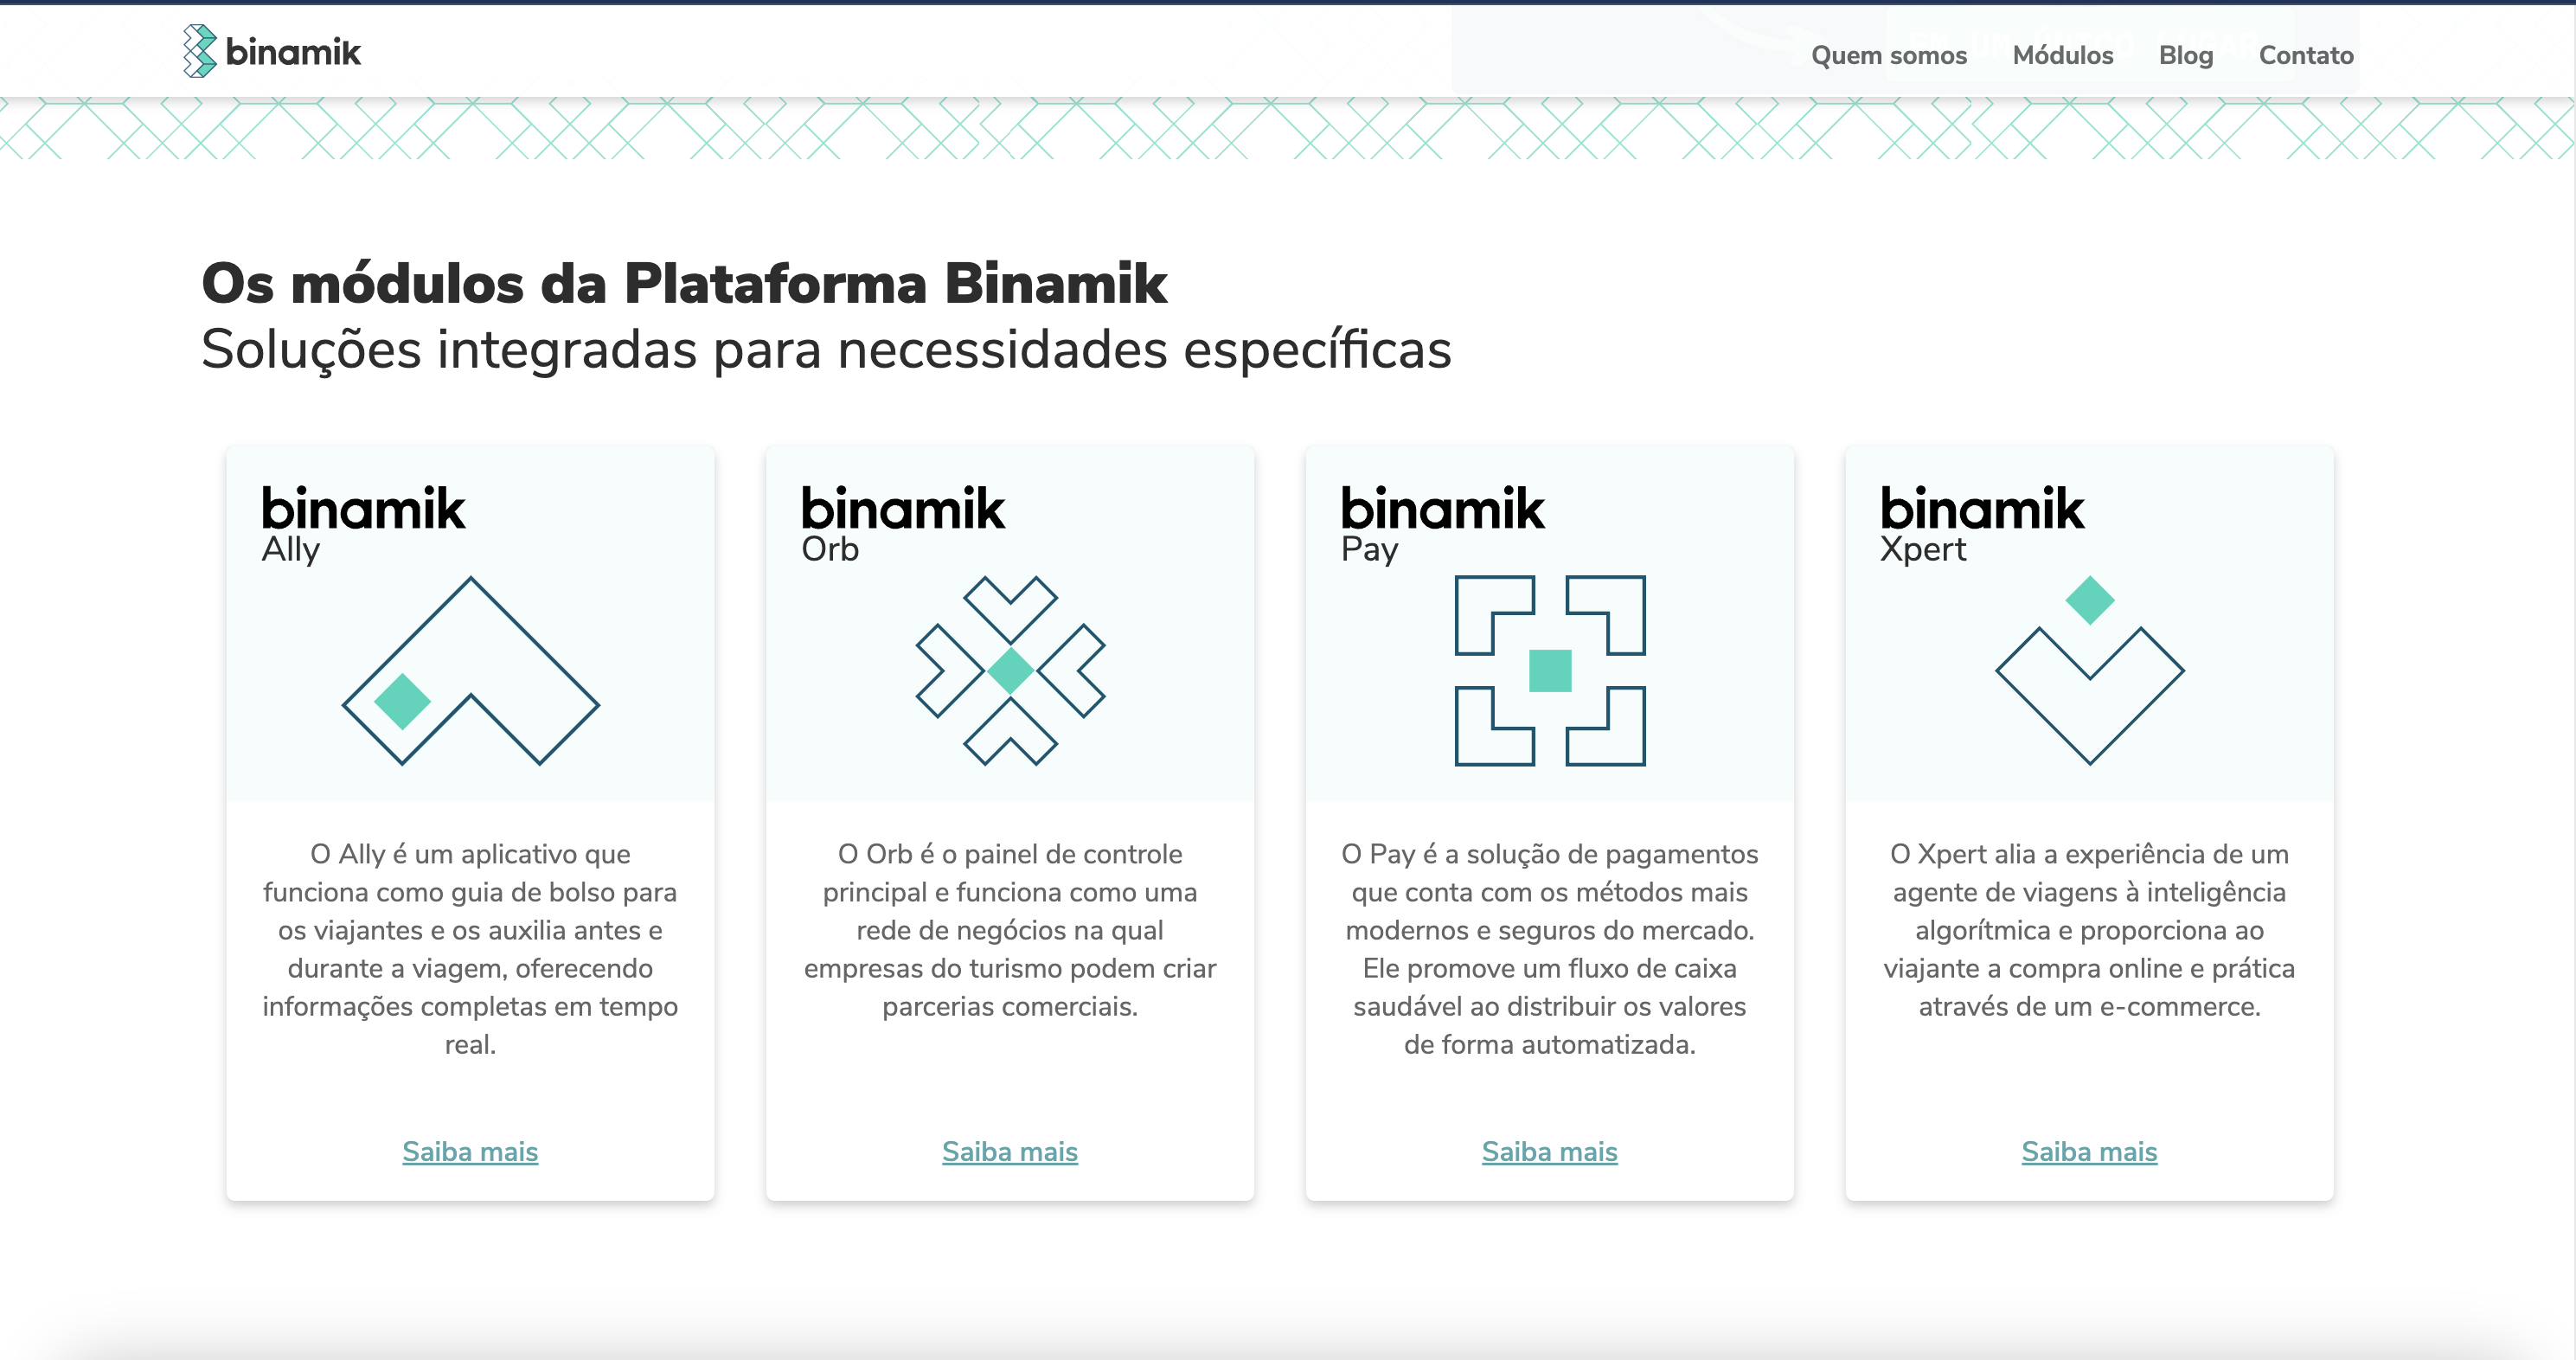 binamik
Quem somos Módulos Blog Contato
Os módulos da Plataforma Binamik
Soluções integradas para necessidades específicas
binamik
Ally
O Ally é um aplicativo que
funciona como guia de bolso para
os viajantes e os auxilia antes e
durante a viagem, oferecendo
informações completas em tempo
real.
Saiba mais
binamik
Orb
O Orb é o painel de controle
principal e funciona como uma
rede de negócios na qual
empresas do turismo podem criar
parcerias comerciais.
Saiba mais
binamik
Pay
O Pay é a solução de pagamentos
que conta com os métodos mais
modernos e seguros do mercado.
Ele promove um fluxo de caixa
saudável ao distribuir os valores
de forma automatizada.
Saiba mais
binamik
Xpert
O Xpert alia a experiência de um
agente de viagens à inteligência
algorítmica e proporciona ao
viajante a compra online e prática
através de um e-commerce.
Saiba mais